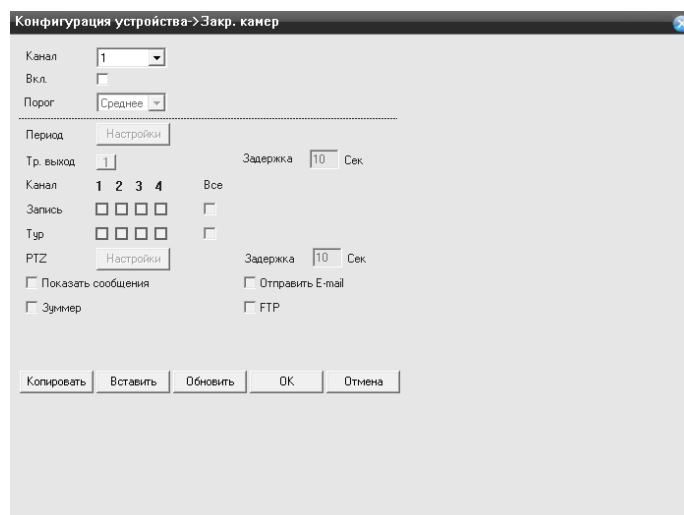 Конфигурация устройства->Закр. камер
Канал 1
Вкл.
Порог Среднее
Период Настройки
Тр. выход 1 Задержка 10 Сек
Канал 1 2 3 4 Все
Запись
Тур
PTZ Настройки Задержка 10 Сек
Показать сообщения Отправить E-mail
Зуммер FTP
Копировать Вставить Обновить OK Отмена